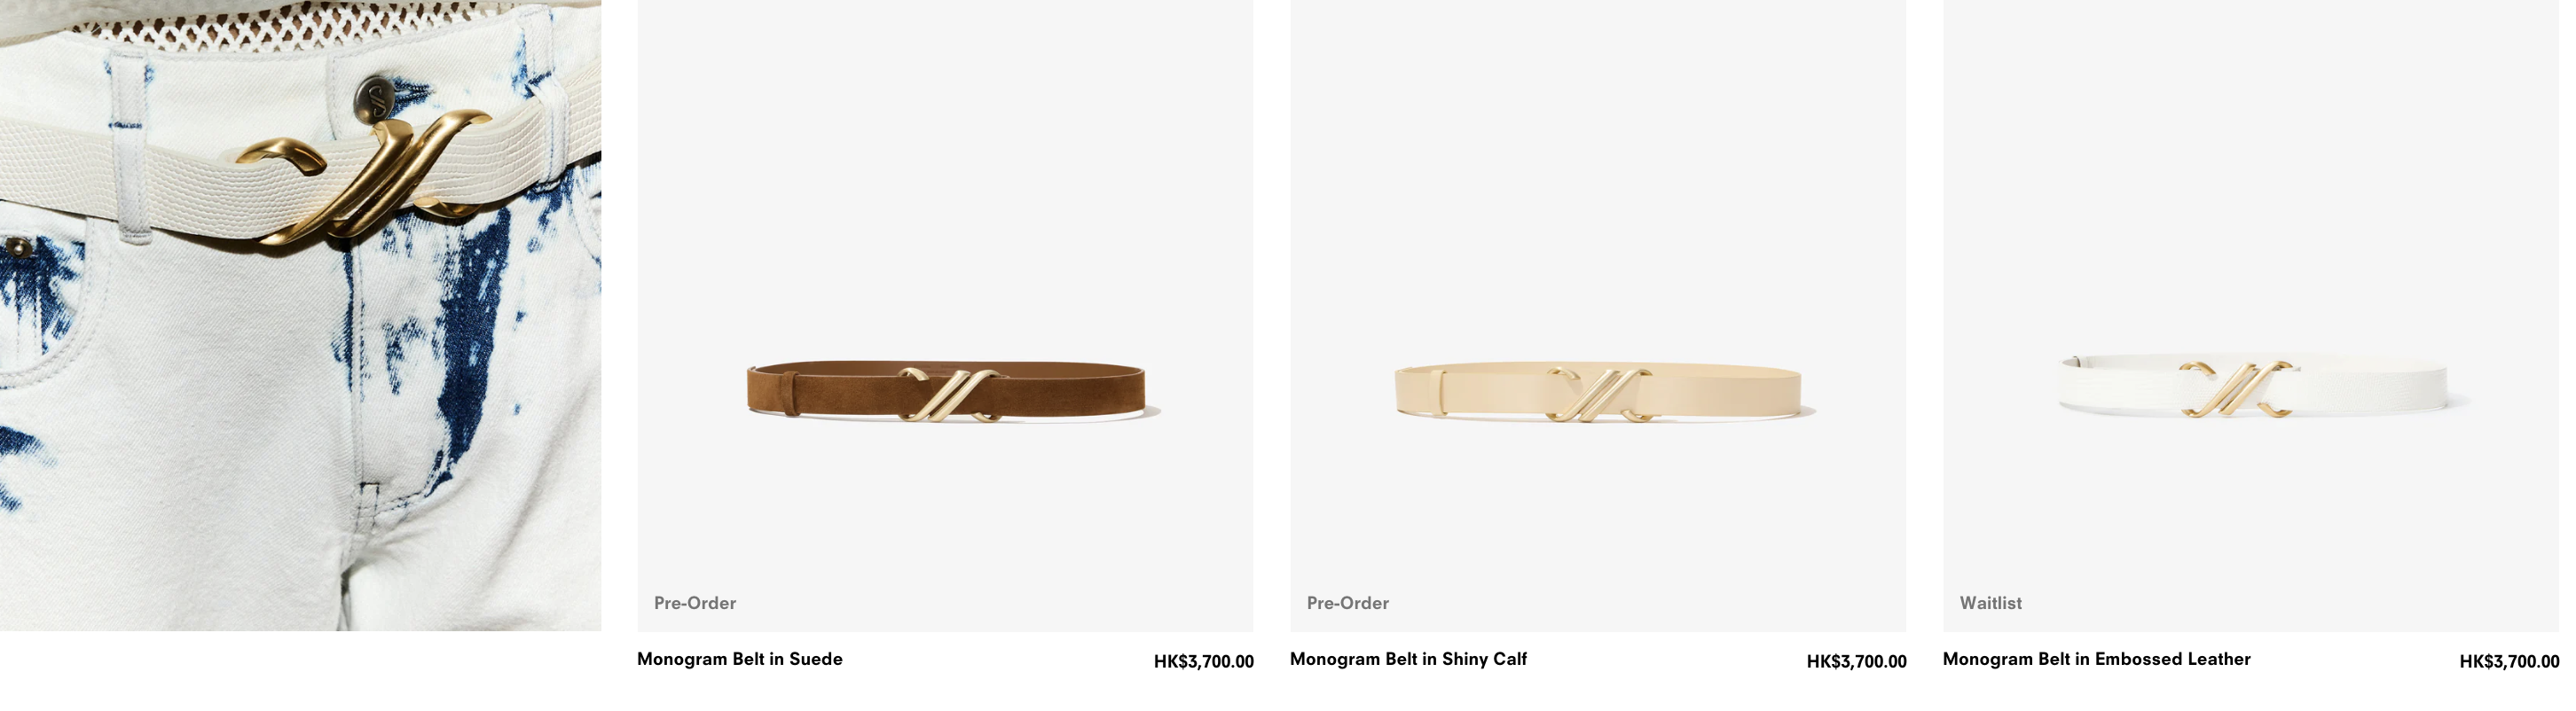 Pre-Order
Monogram Belt in Suede
HK$3,700.00
Pre-Order
Monogram Belt in Shiny Calf
HK$3,700.00
Waitlist
Monogram Belt in Embossed Leather
HK$3,700.00